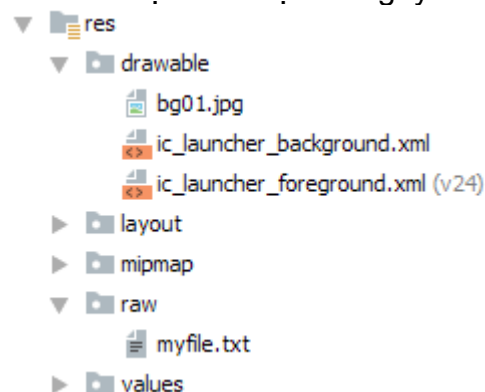 res
drawable
bg01.jpg
ic_launcher_background.xml
ic_launcher_foreground.xml (v24)
layout
mipmap
raw
myfile.txt
values